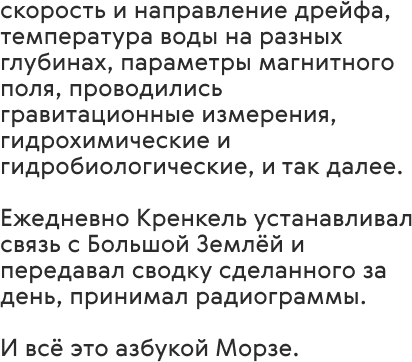 скорость и направление дрейфа,
температура воды на разных
глубинах, параметры магнитного
поля, проводились
гравитационные измерения,
гидрохимические и
гидробиологические, и так далее.
Ежедневно Кренкель устанавливал
связь с Большой Землёй и
передавал сводку сделанного за
день, принимал радиограммы.
И всё это азбукой Морзе.